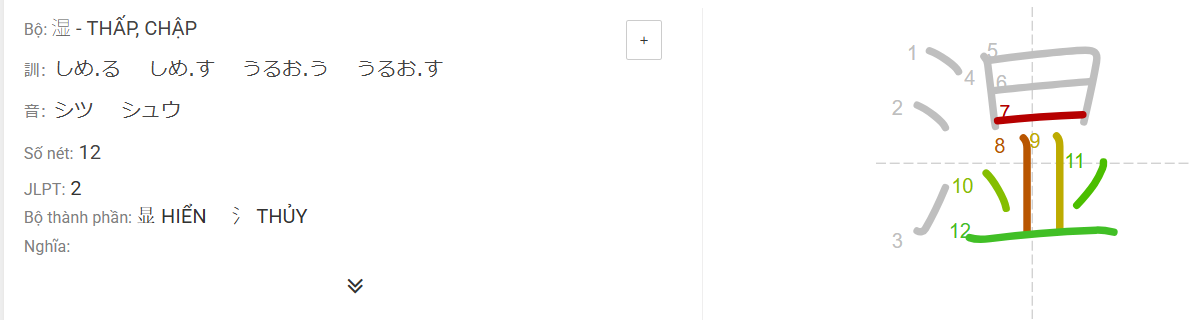 Bộ: 湿 - THẤP, CHẬP
+
訓: しめ.る しめ.す うるお.う うるお.す
音: シツ シュウ
Số nét: 12
JLPT: 2
Bộ thành phần: 显 HIỂN 氵 THỦY
Nghĩa:
湿
1
2
3
4
5
6
7
8
9
10
11
12